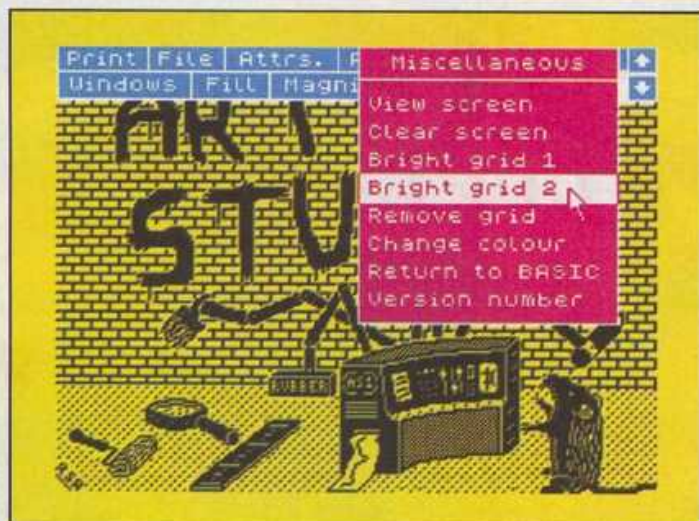 Print File Attrs.
Windows Fill Magni
Miscellaneous
View screen
Clear screen
Bright grid 1
Bright grid 2
Remove grid
Change colour
Return to BASIC
Version number
ART
STU
RUBBER